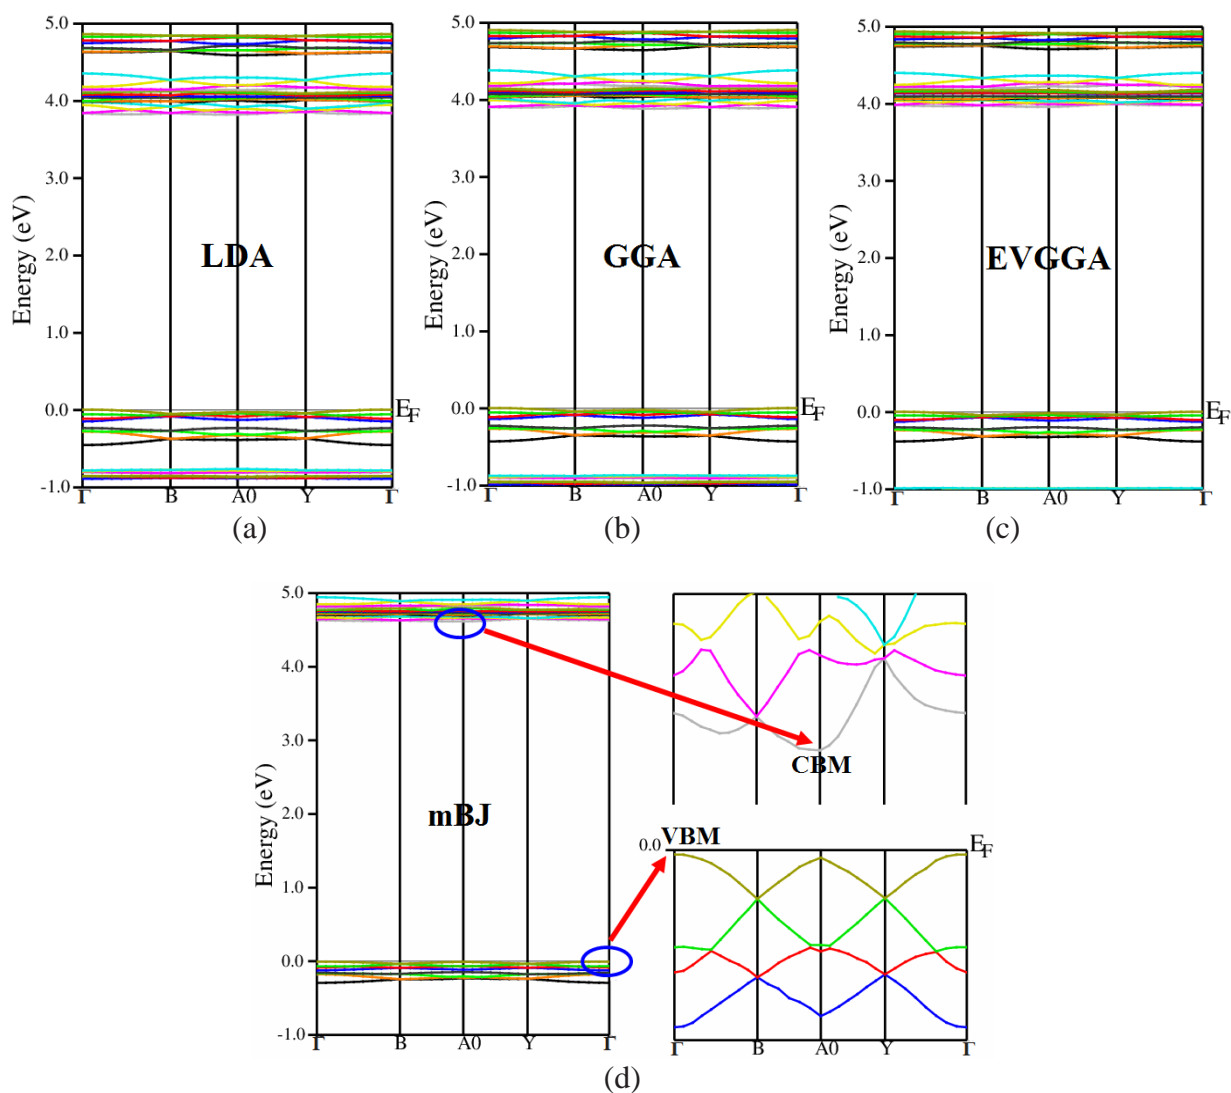 5.0
4.0
3.0
2.0
1.0
0.0
-1.0
Energy (eV)
LDA
EF
Γ B A0 Y Γ
(a)
5.0
4.0
3.0
2.0
1.0
0.0
-1.0
Energy (eV)
GGA
EF
Γ B A0 Y Γ
(b)
5.0
4.0
3.0
2.0
1.0
0.0
-1.0
Energy (eV)
EVGGA
EF
Γ B A0 Y Γ
(c)
5.0
4.0
3.0
2.0
1.0
0.0
-1.0
Energy (eV)
mBJ
Γ B A0 Y Γ
CBM
0.0 VBM
EF
Γ B A0 Y Γ
(d)